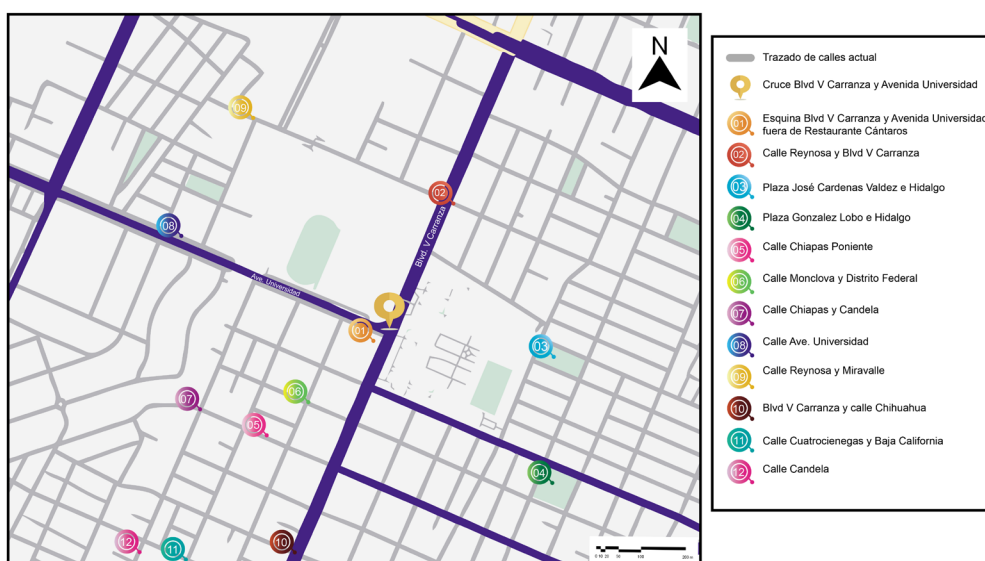 N
09
02
Blvd. V Carranza
08
Ave. Universidad
01
03
06
07
05
04
12
11
10
Trazado de calles actual
Cruce Blvd V Carranza y Avenida Universidad
01
Esquina Blvd V Carranza y Avenida Universidad
fuera de Restaurante Cántaros
02
Calle Reynosa y Blvd V Carranza
03
Plaza José Cardenas Valdez e Hidalgo
04
Plaza Gonzalez Lobo e Hidalgo
05
Calle Chiapas Poniente
06
Calle Monclova y Distrito Federal
07
Calle Chiapas y Candela
08
Calle Ave. Universidad
09
Calle Reynosa y Miravalle
10
Blvd V Carranza y calle Chihuahua
11
Calle Cuatrocienegas y Baja California
12
Calle Candela